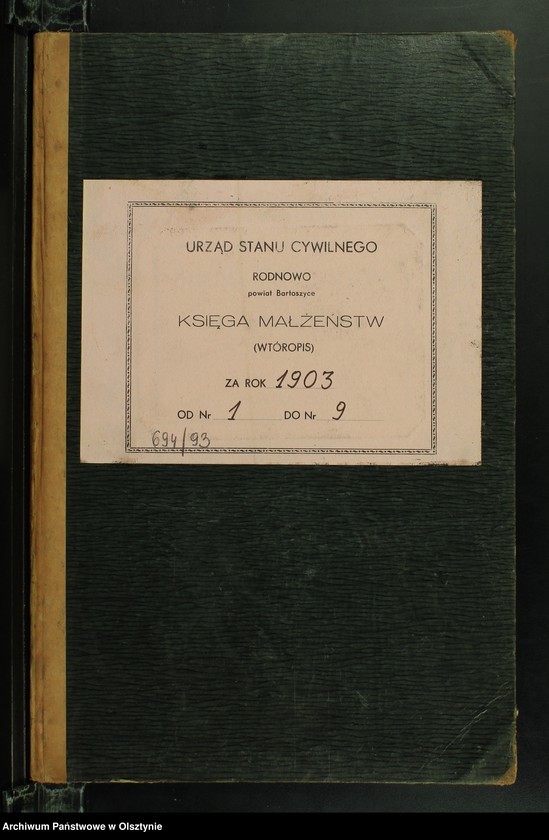 URZĄD STANU CYWILNEGO
RODNOWO
powiat Bartoszyce
KSIĘGA MAŁŻEŃSTW
(WTÓROPIS)
ZA ROK 1903
OD Nr 1 DO Nr 9
694/93
Archiwum Państwowe w Olsztynie